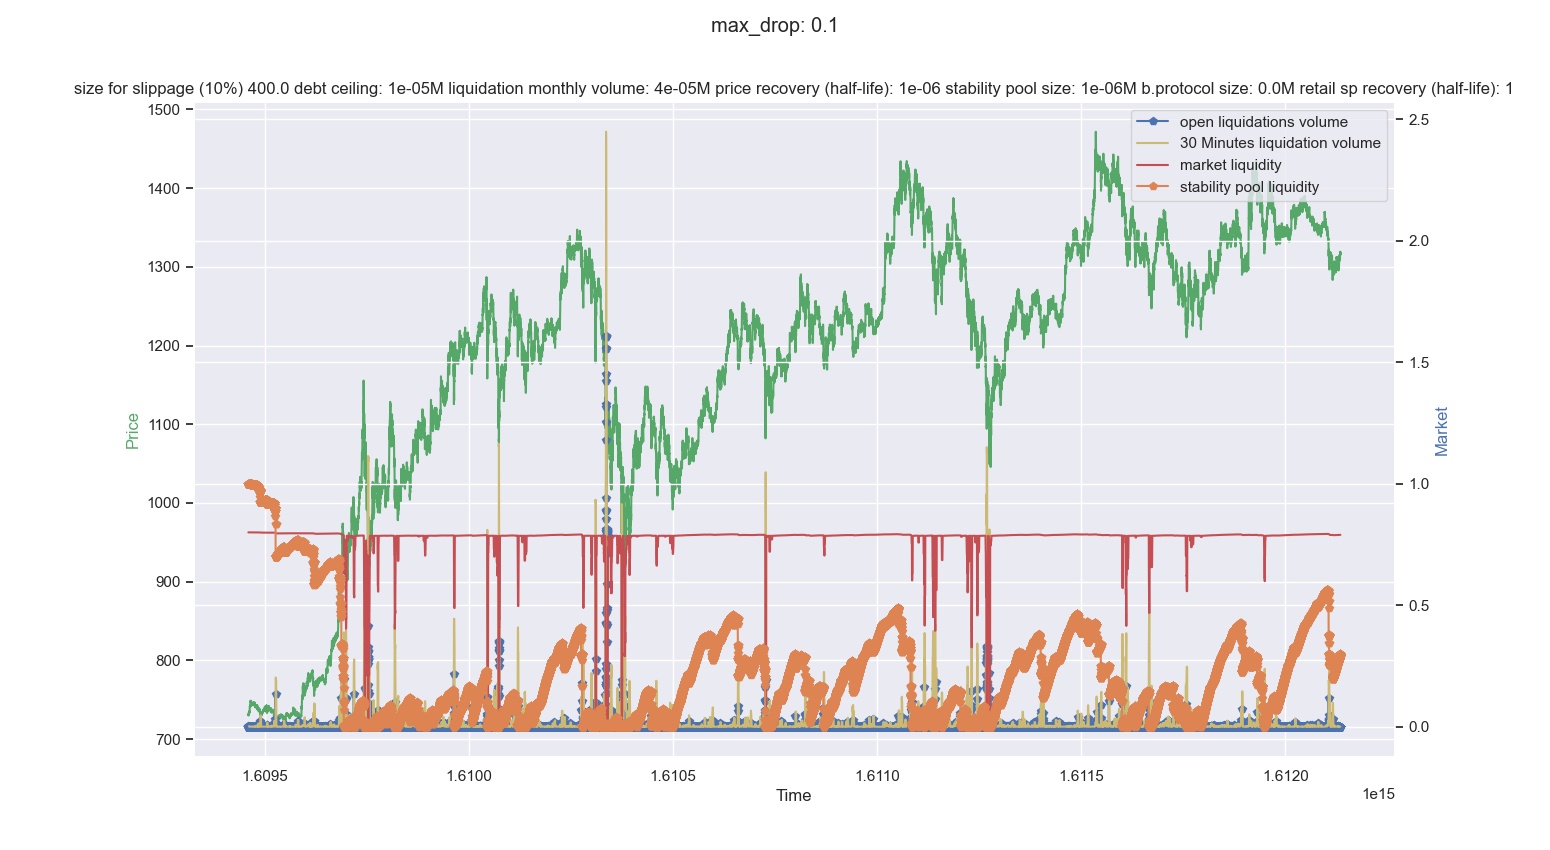 max_drop: 0.1
size for slippage (10%) 400.0 debt ceiling: 1e-05M liquidation monthly volume: 4e-05M price recovery (half-life): 1e-06 stability pool size: 1e-06M b.protocol size: 0.0M retail sp recovery (half-life): 1
open liquidations volume
30 Minutes liquidation volume
market liquidity
stability pool liquidity
Price
1500
1400
1300
1200
1100
1000
900
800
700
Market
2.5
2.0
1.5
1.0
0.5
0.0
1.6095
1.6100
1.6105
1.6110
1.6115
1.6120
Time
1e15